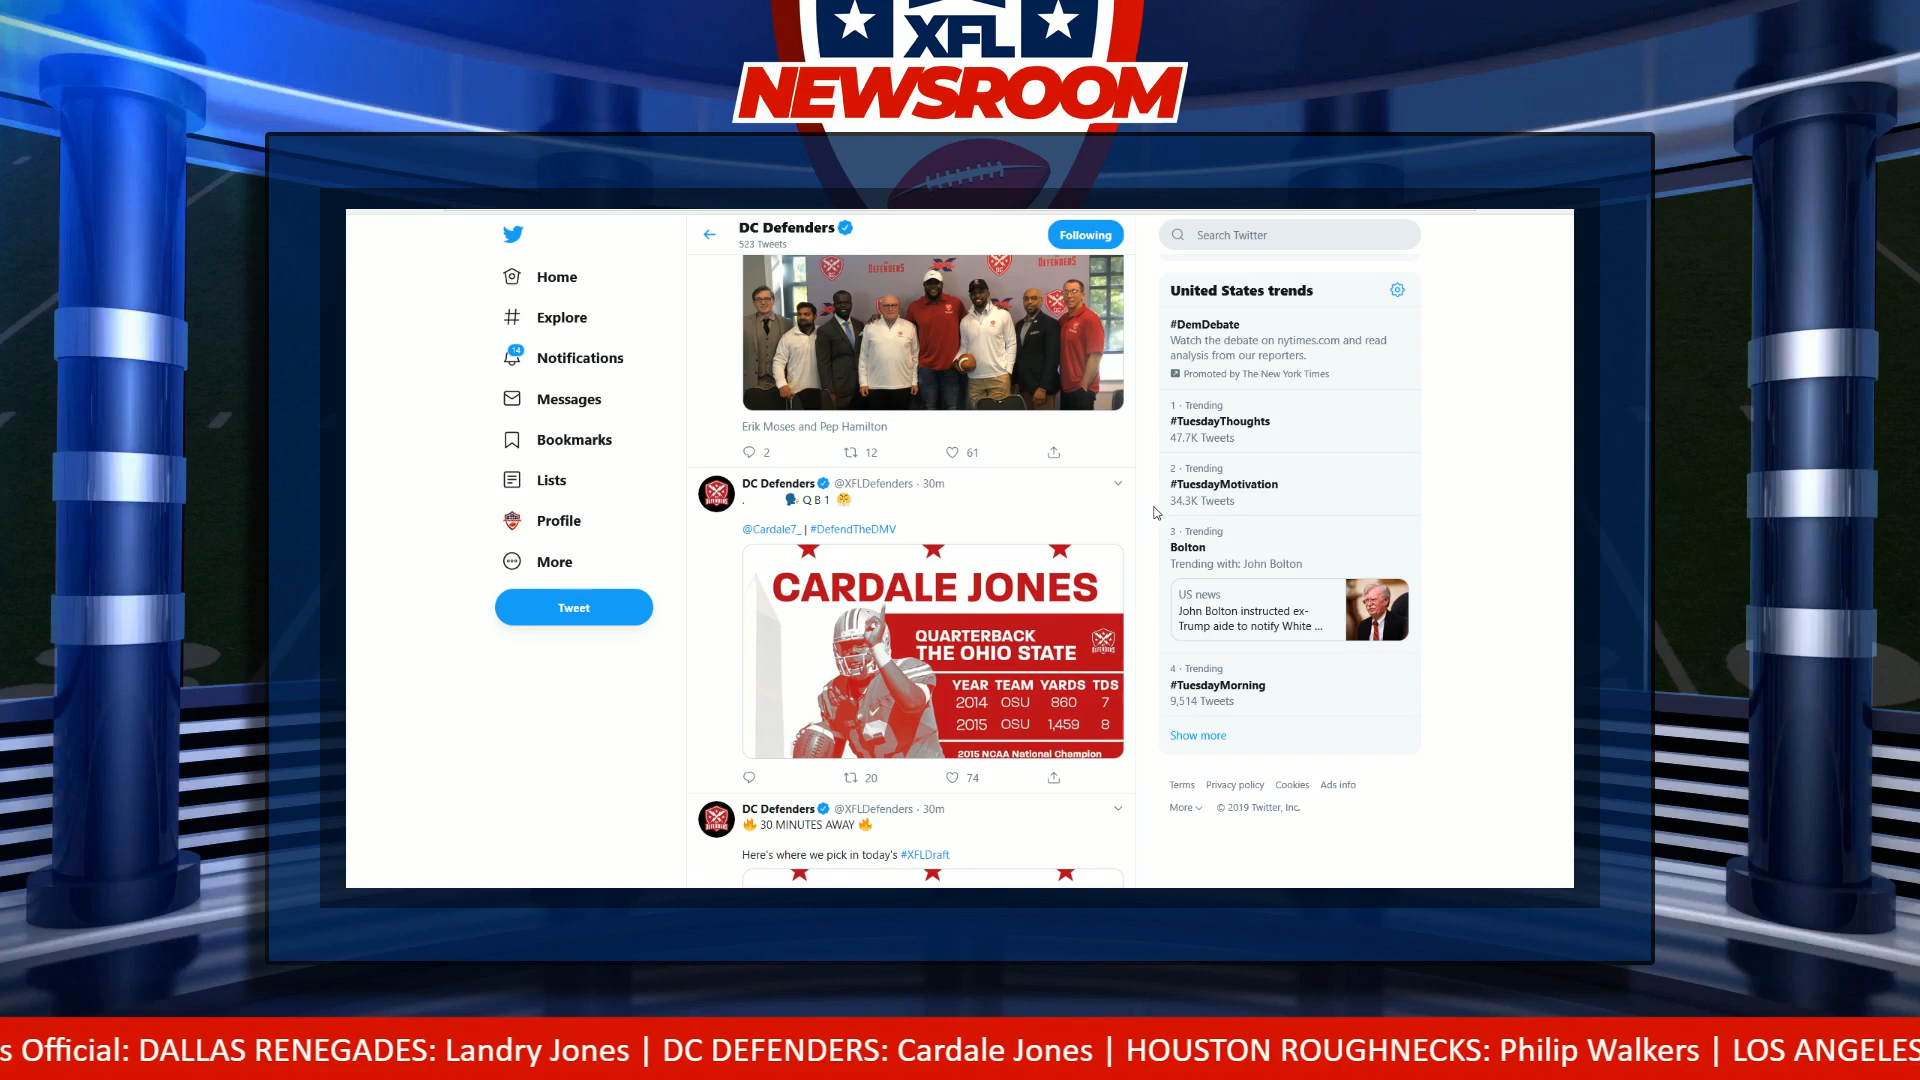 XFL
NEWSROOM
DC Defenders
523 Tweets
Following
Search Twitter
Home
Explore
14
Notifications
Messages
Bookmarks
Lists
Profile
More
Tweet
DEFENDERS
DEFENDERS
Erik Moses and Pep Hamilton
2 12 61
DC Defenders @XFLDefenders · 30m
. Q B 1
@Cardale7_ | #DefendTheDMV
CARDALE JONES
QUARTERBACK
THE OHIO STATE
DEFENDERS
YEAR TEAM YARDS TDS
2014 OSU 860 7
2015 OSU 1,459 8
2015 NCAA National Champion
20 74
DC Defenders @XFLDefenders · 30m
30 MINUTES AWAY
Here's where we pick in today's #XFLDraft
United States trends
#DemDebate
Watch the debate on nytimes.com and read
analysis from our reporters.
Promoted by The New York Times
1 · Trending
#TuesdayThoughts
47.7K Tweets
2 · Trending
#TuesdayMotivation
34.3K Tweets
3 · Trending
Bolton
Trending with: John Bolton
US news
John Bolton instructed ex-
Trump aide to notify White ...
4 · Trending
#TuesdayMorning
9,514 Tweets
Show more
Terms Privacy policy Cookies Ads info
More © 2019 Twitter, Inc.
s Official: DALLAS RENEGADES: Landry Jones | DC DEFENDERS: Cardale Jones | HOUSTON ROUGHNECKS: Philip Walkers | LOS ANGELES